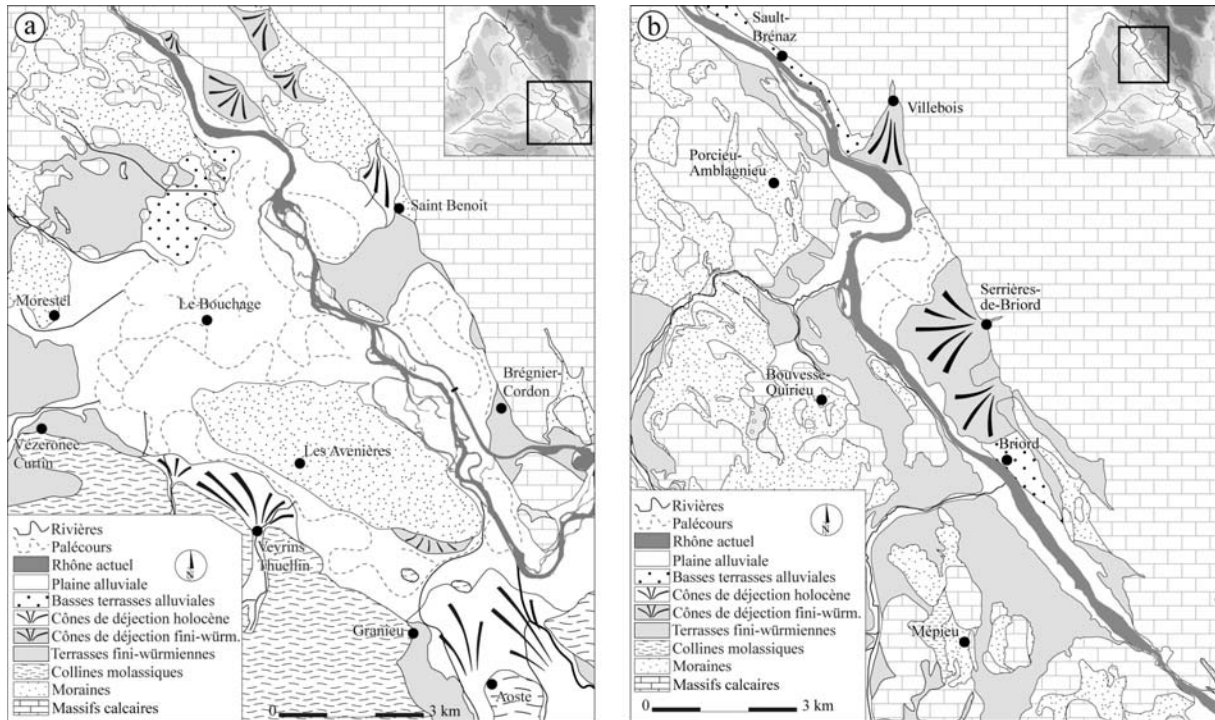 a
Saint Benoit
Morestel
Le Bouchage
Brégnier-
Cordon
Vézeronce
Curtin
Les Avenières
Veyrins
Thuellin
Granieu
Aoste
Rivières
Palécours
Rhône actuel
Plaine alluviale
Basses terrasses alluviales
Cônes de déjection holocène
Cônes de déjection fini-würm.
Terrasses fini-würmiennes
Collines molassiques
Moraines
Massifs calcaires
N
0 3 km
b
Sault-
Brénaz
Villebois
Porcieu-
Amblagnieu
Serrières-
de-Briord
Bouvesse-
Quirieu
Briord
Mépieu
Rivières
Palécours
Rhône actuel
Plaine alluviale
Basses terrasses alluviales
Cônes de déjection holocène
Cônes de déjection fini-würm.
Terrasses fini-würmiennes
Collines molassiques
Moraines
Massifs calcaires
N
0 3 km